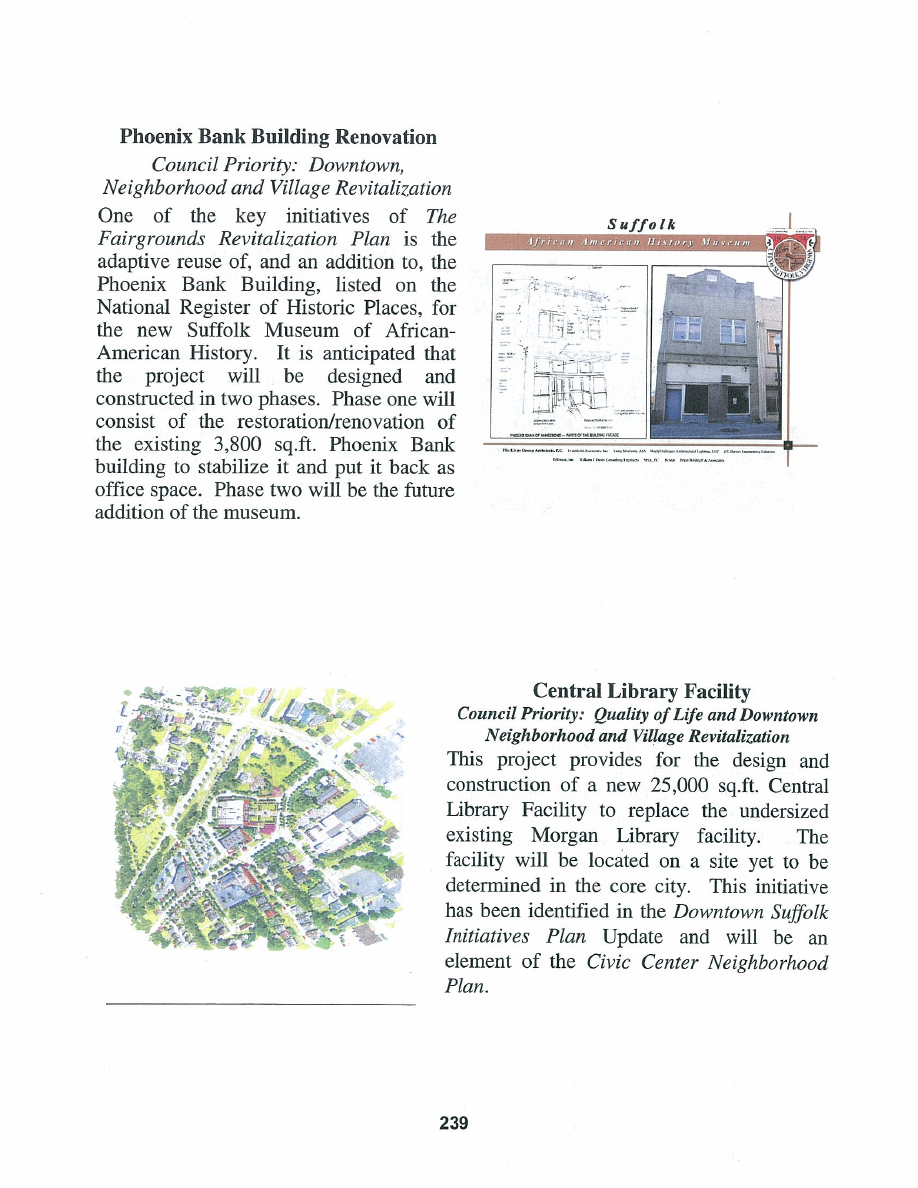 Phoenix Bank Building Renovation
Council Priority: Downtown,
Neighborhood and Village Revitalization
One of the key initiatives of The
Fairgrounds Revitalization Plan is the
adaptive reuse of, and an addition to, the
Phoenix Bank Building, listed on the
National Register of Historic Places, for
the new Suffolk Museum of African-
American History. It is anticipated that
the project will be designed and
constructed in two phases. Phase one will
consist of the restoration/renovation of
the existing 3,800 sq.ft. Phoenix Bank
building to stabilize it and put it back as
office space. Phase two will be the future
addition of the museum.
Suffolk
African American History Museum
PHOENIX BANK OF NANSEMOND — PARTS OF THE BUILDING FACADE
Central Library Facility
Council Priority: Quality of Life and Downtown
Neighborhood and Village Revitalization
This project provides for the design and
construction of a new 25,000 sq.ft. Central
Library Facility to replace the undersized
existing Morgan Library facility. The
facility will be located on a site yet to be
determined in the core city. This initiative
has been identified in the Downtown Suffolk
Initiatives Plan Update and will be an
element of the Civic Center Neighborhood
Plan.
239